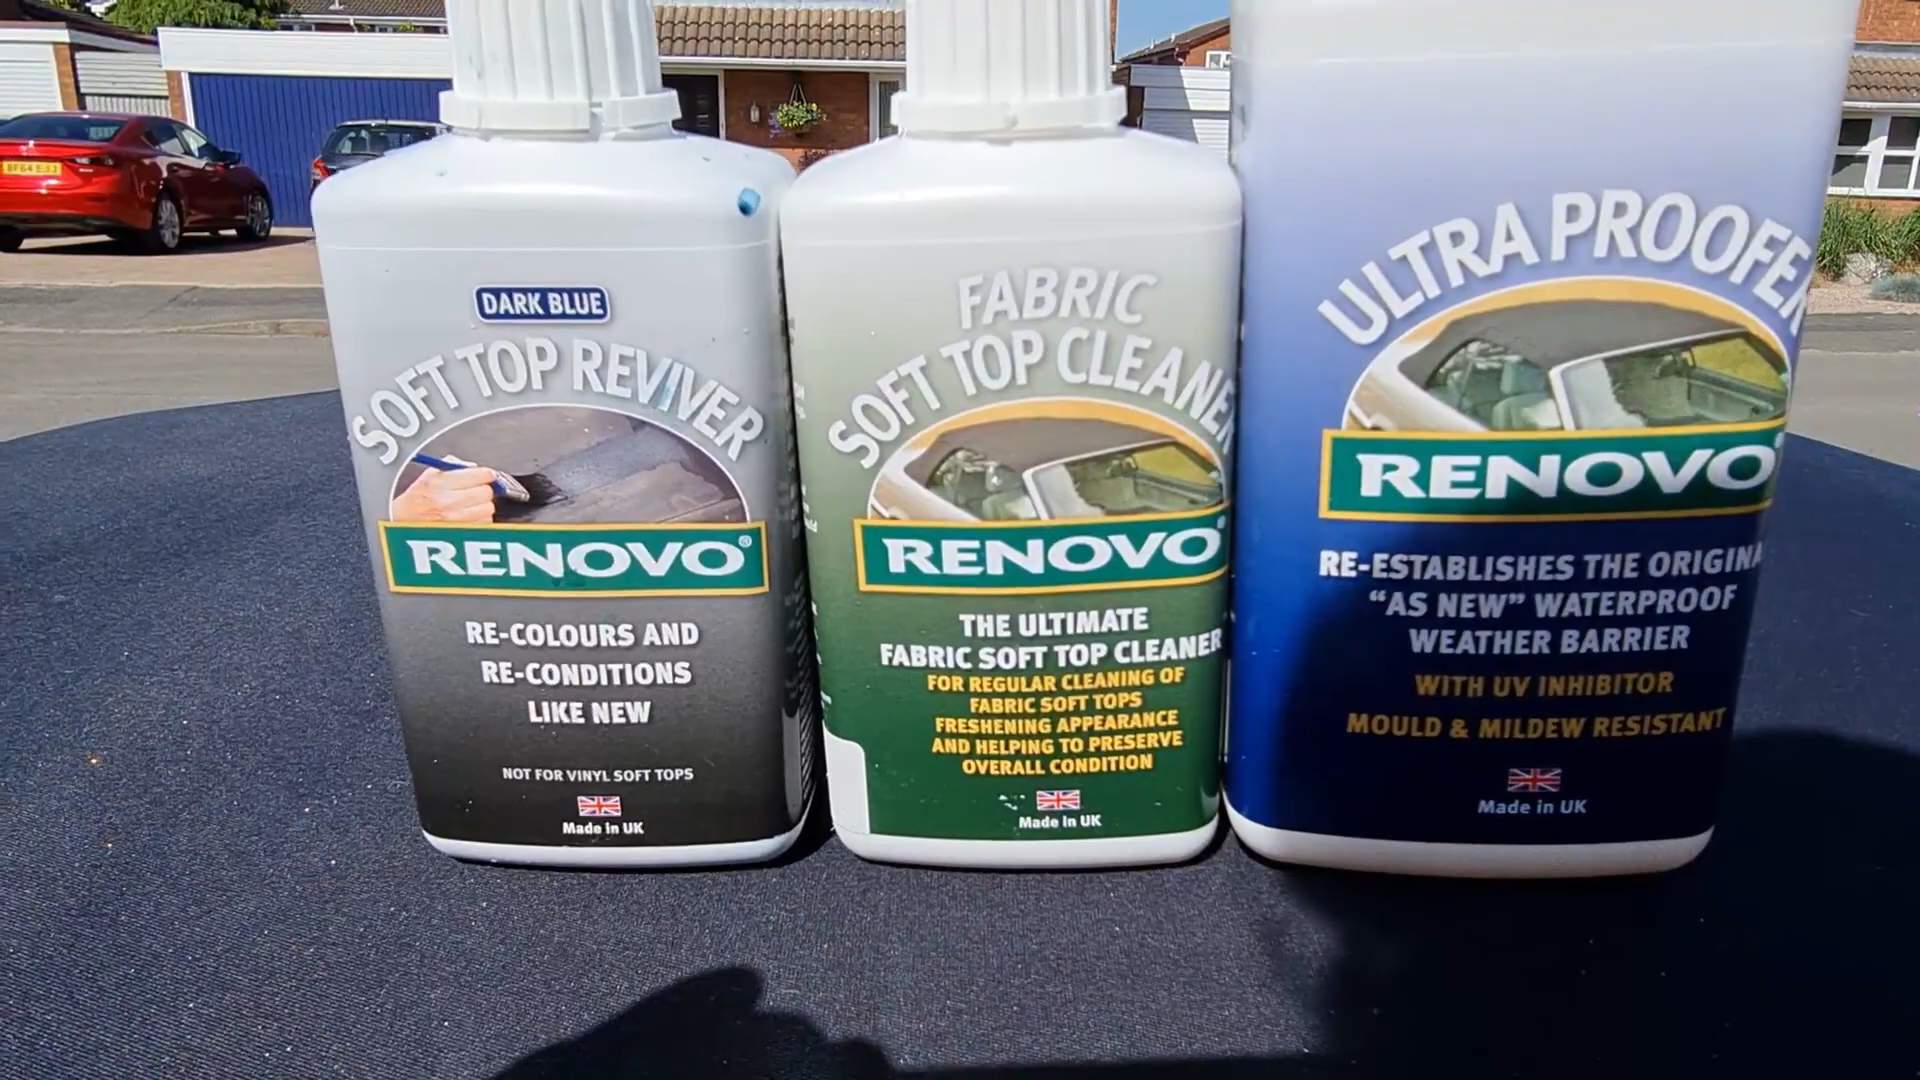 DARK BLUE
SOFT TOP REVIVER
RENOVO®
RE-COLOURS AND
RE-CONDITIONS
LIKE NEW
NOT FOR VINYL SOFT TOPS
Made in UK
FABRIC
SOFT TOP CLEANER
RENOVO
THE ULTIMATE
FABRIC SOFT TOP CLEANER
FOR REGULAR CLEANING OF
FABRIC SOFT TOPS
FRESHENING APPEARANCE
AND HELPING TO PRESERVE
OVERALL CONDITION
Made in UK
ULTRA PROOFER
RENOVO
RE-ESTABLISHES THE ORIGINA
"AS NEW" WATERPROOF
WEATHER BARRIER
WITH UV INHIBITOR
MOULD & MILDEW RESISTANT
Made in UK